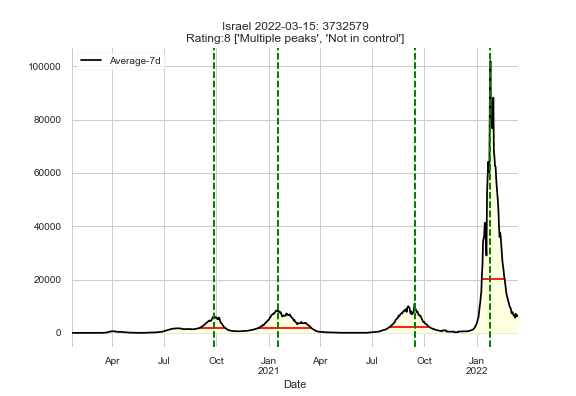 Israel 2022-03-15: 3732579
Rating:8 ['Multiple peaks', 'Not in control']
Average-7d
100000
80000
60000
40000
20000
0
Apr Jul Oct Jan Apr Jul Oct Jan
2021 2022
Date